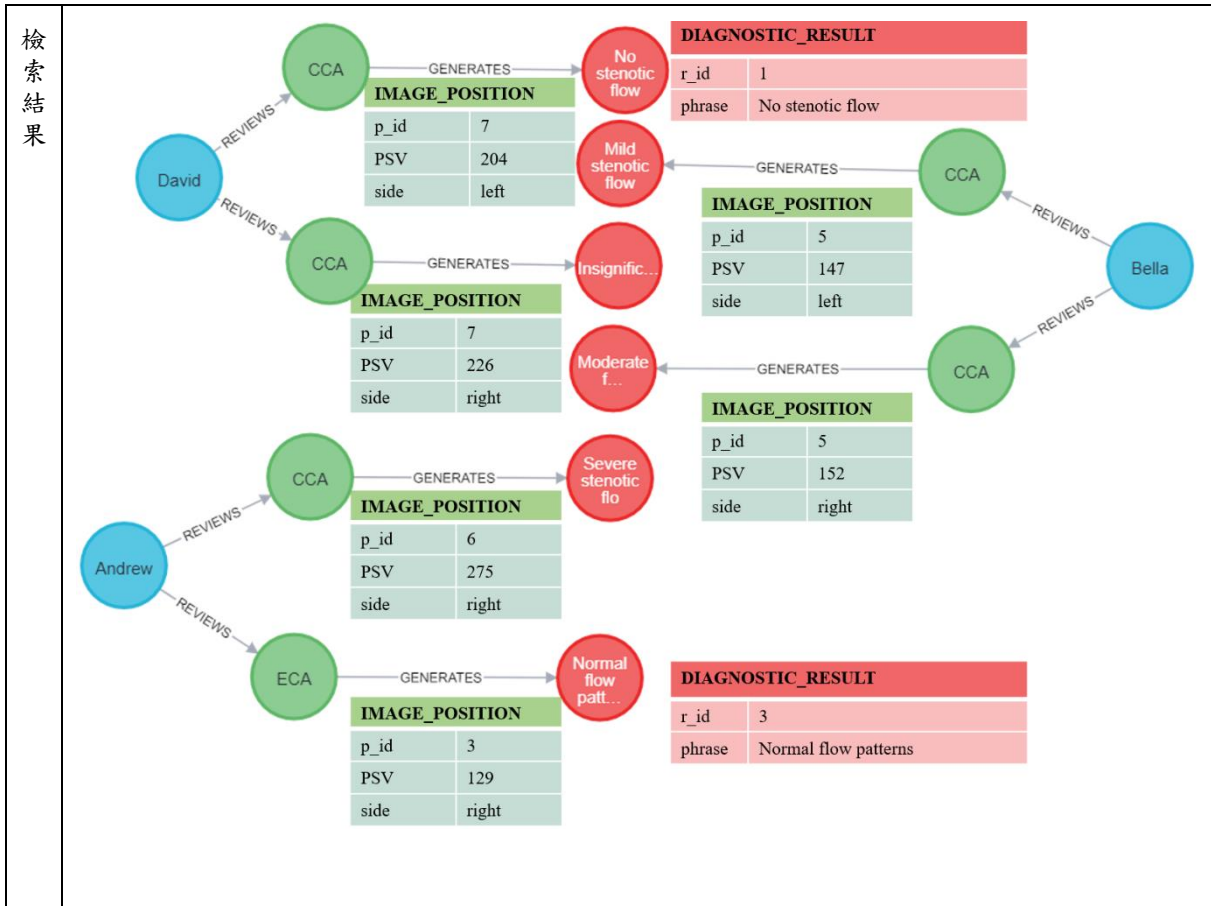 檢索結果
David
REVIEWS
CCA
GENERATES
No
stenotic
flow
IMAGE_POSITION
p_id 7
PSV 204
side left
DIAGNOSTIC_RESULT
r_id 1
phrase No stenotic flow
REVIEWS
CCA
GENERATES
Insignific...
IMAGE_POSITION
p_id 7
PSV 226
side right
Bella
REVIEWS
CCA
GENERATES
Mild
stenotic
flow
IMAGE_POSITION
p_id 5
PSV 147
side left
REVIEWS
CCA
GENERATES
Moderate
f...
IMAGE_POSITION
p_id 5
PSV 152
side right
Andrew
REVIEWS
CCA
GENERATES
Severe
stenotic
flo
IMAGE_POSITION
p_id 6
PSV 275
side right
REVIEWS
ECA
GENERATES
Normal
flow
patt...
IMAGE_POSITION
p_id 3
PSV 129
side right
DIAGNOSTIC_RESULT
r_id 3
phrase Normal flow patterns